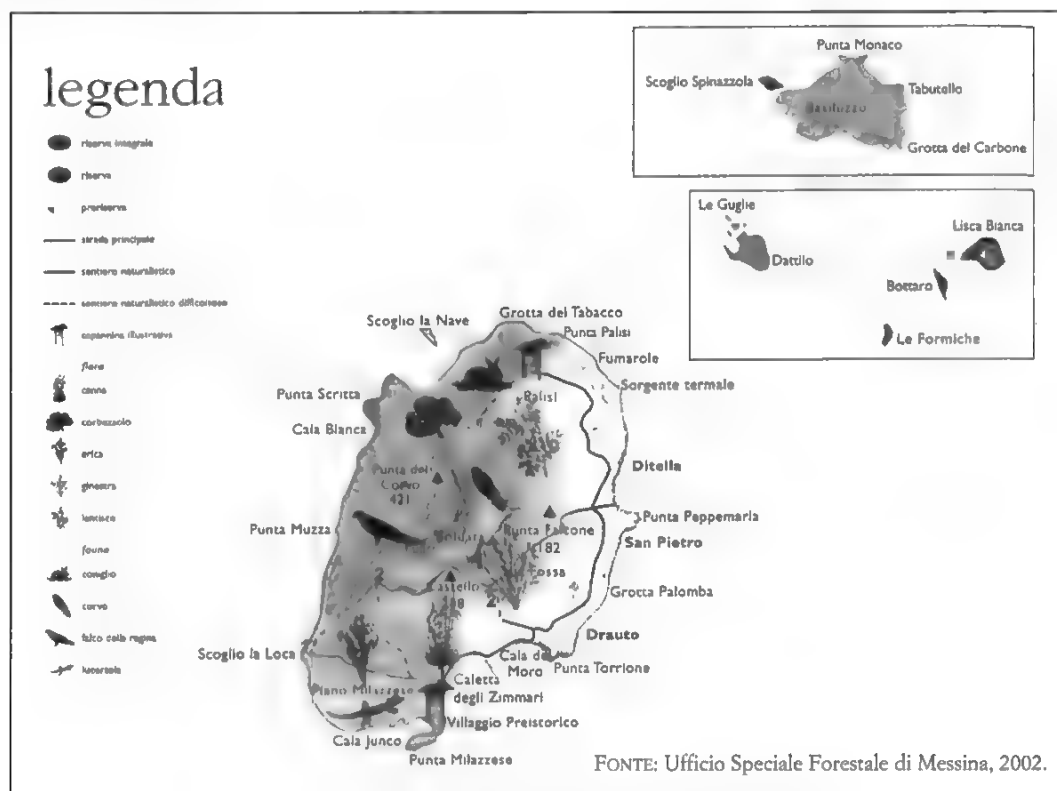 legenda
riserva integrale
riserva
preriserva
strada principale
sentiero naturalistico
sentiero naturalistico difficoltoso
capannina illustrativa
flora
canna
corbezzolo
erica
ginestra
lentisco
fauna
coniglio
corvo
falco della regina
lucertola
Punta Monaco
Scoglio Spinazzola
Tabutello
Basiluzzo
Grotta del Carbone
Le Guglie
Lisca Bianca
Dattilo
Bottaro
Le Formiche
Grotta del Tabacco
Scoglio la Nave
Punta Palisi
Fumarole
Palisi
Sorgente termale
Punta Scritta
Cala Bianca
Ditella
Punta del
Corvo
421
Punta Muzza
Punta Falcone
182
Punta Peppemaria
San Pietro
Castello
Fossa
Grotta Palomba
Drauto
Scoglio la Loca
Cala del
Moro
Punta Torrione
Caletta
degli Zimmari
Piano Milazzese
Villaggio Preistorico
Cala Junco
Punta Milazzese
FONTE: Ufficio Speciale Forestale di Messina, 2002.